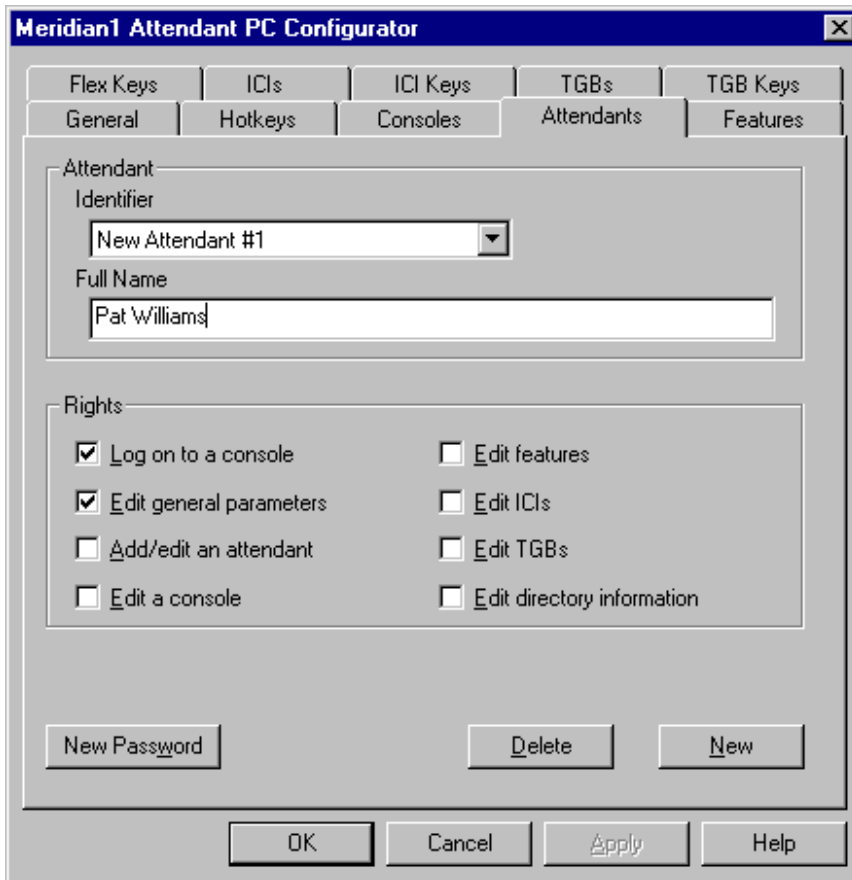 Meridian1 Attendant PC Configurator
Flex Keys ICIs ICI Keys TGBs TGB Keys
General Hotkeys Consoles Attendants Features
Attendant
Identifier
New Attendant #1
Full Name
Pat Williams
Rights
Log on to a console Edit features
Edit general parameters Edit ICIs
Add/edit an attendant Edit TGBs
Edit a console Edit directory information
New Password Delete New
OK Cancel Apply Help